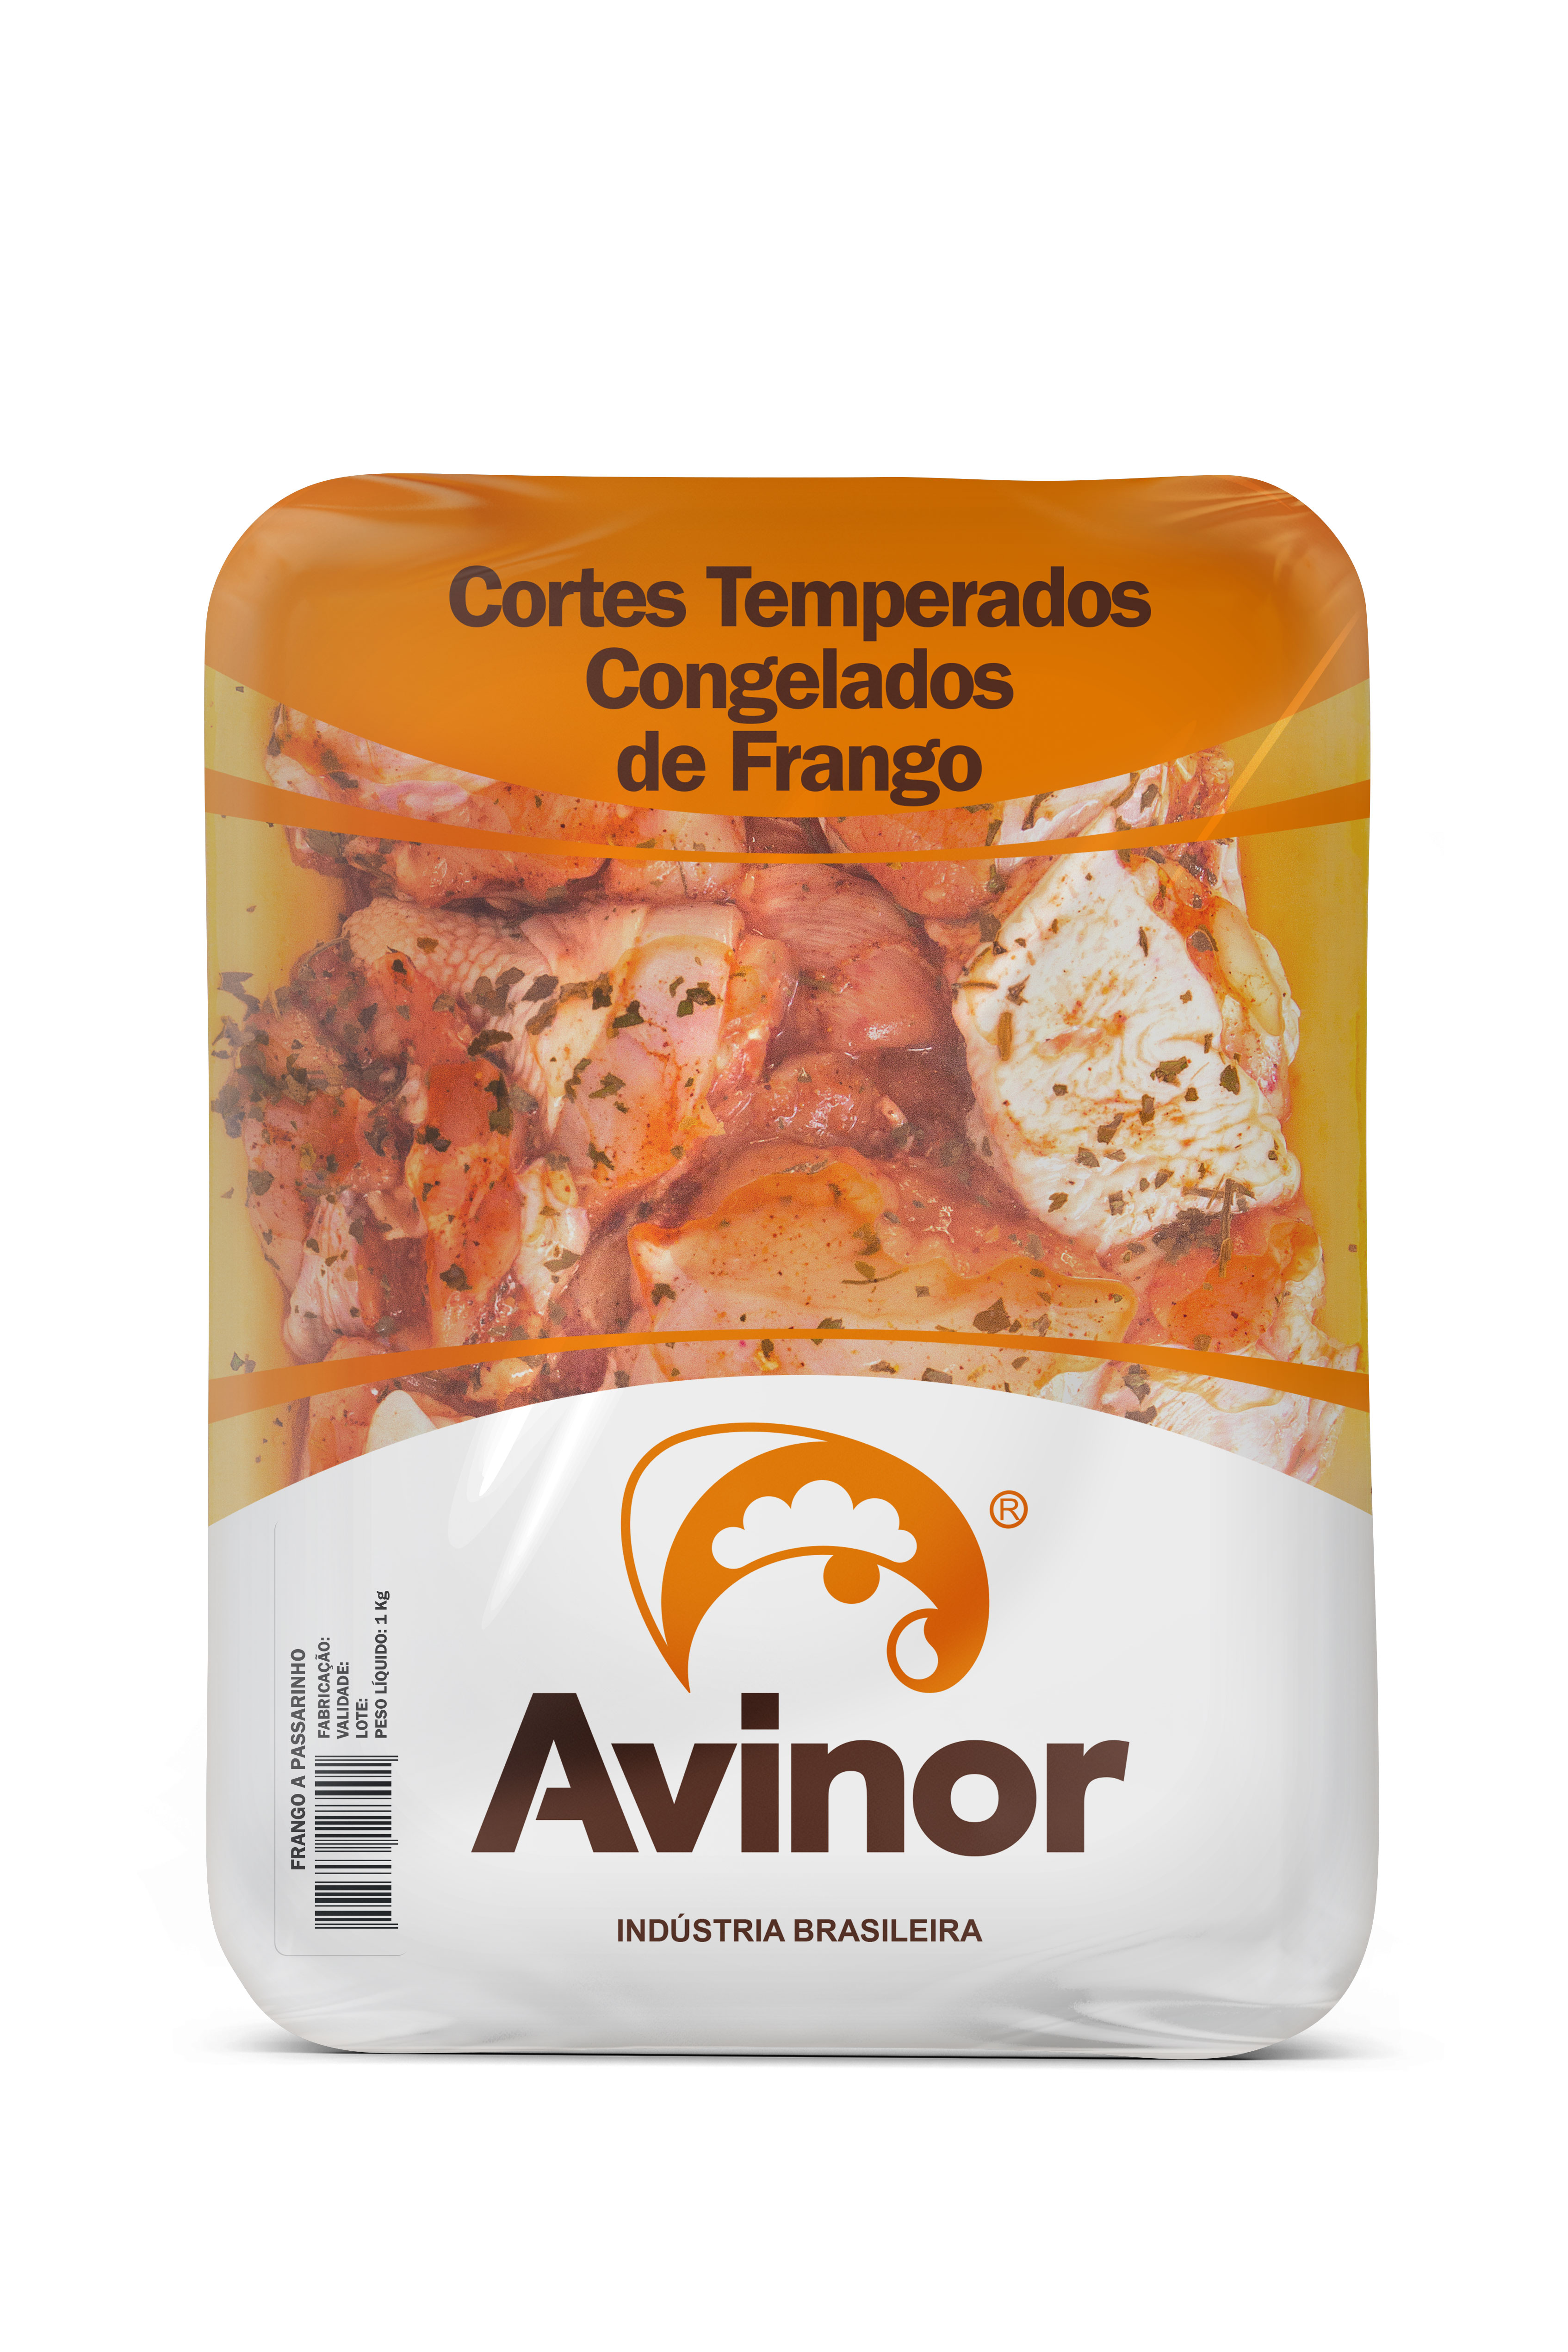 Cortes Temperados
Congelados
de Frango
®
Avinor
INDÚSTRIA BRASILEIRA
FRANGO A PASSARINHO
FABRICAÇÃO:
VALIDADE:
LOTE:
PESO LÍQUIDO: 1 Kg